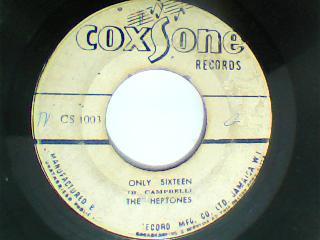 COXSONE
RECORDS
CS 1003
ONLY SIXTEEN
(B. CAMPBELL)
THE HEPTONES
MANUFACTURED
RECORD MFG. CO. LTD. JAMAICA W.I.